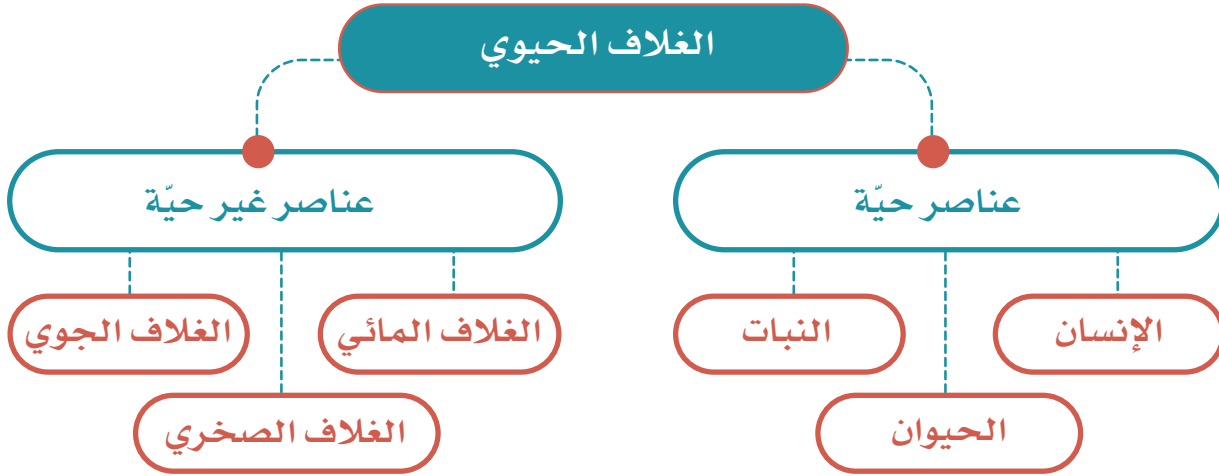 الغلاف الحيوي
عناصر حيّة
عناصر غير حيّة
الإنسان
النبات
الغلاف المائي
الغلاف الجوي
الحيوان
الغلاف الصخري